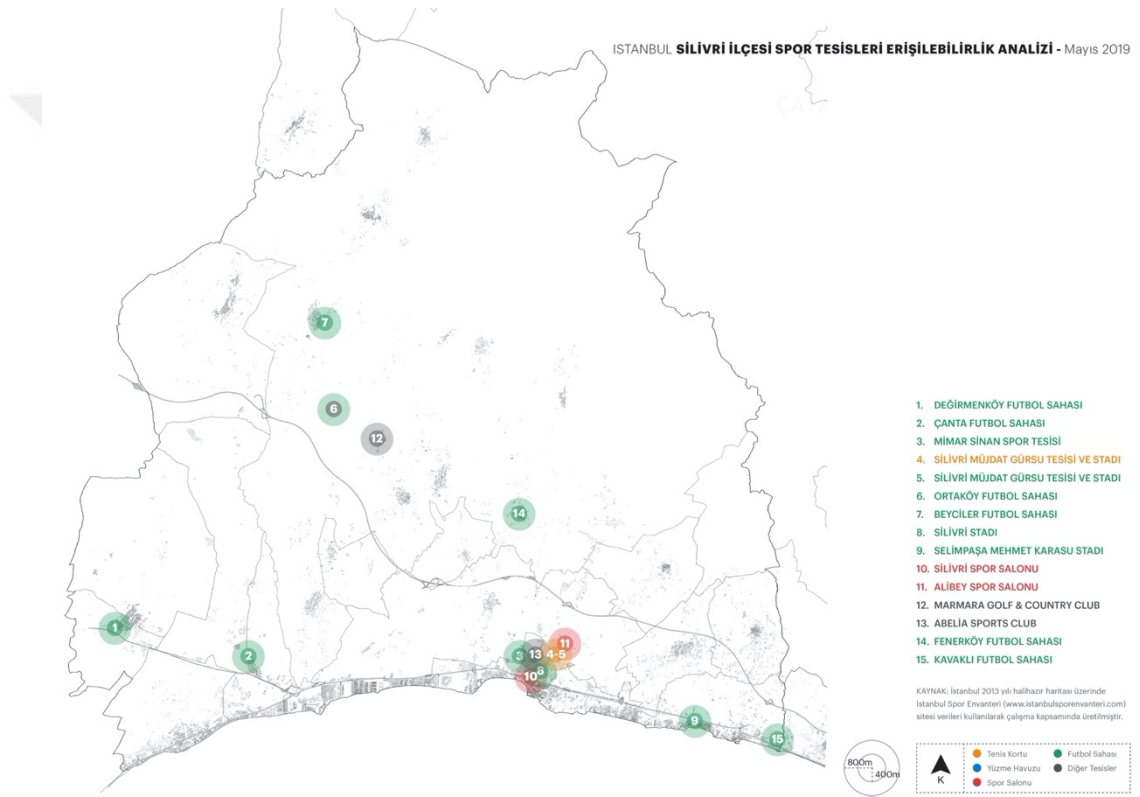 ISTANBUL SİLİVRİ İLÇESİ SPOR TESİSLERİ ERİŞİLEBİLİRLİK ANALİZİ - Mayıs 2019
7
6
12
14
1
2
3
13
4-5
11
8
10
9
15
1. DEĞİRMENKÖY FUTBOL SAHASI
2. ÇANTA FUTBOL SAHASI
3. MİMAR SİNAN SPOR TESİSİ
4. SİLİVRİ MÜJDAT GÜRSU TESİSİ VE STADI
5. SİLİVRİ MÜJDAT GÜRSU TESİSİ VE STADI
6. ORTAKÖY FUTBOL SAHASI
7. BEYCİLER FUTBOL SAHASI
8. SİLİVRİ STADI
9. SELİMPAŞA MEHMET KARASU STADI
10. SİLİVRİ SPOR SALONU
11. ALİBEY SPOR SALONU
12. MARMARA GOLF & COUNTRY CLUB
13. ABELIA SPORTS CLUB
14. FENERKÖY FUTBOL SAHASI
15. KAVAKLI FUTBOL SAHASI
KAYNAK: İstanbul 2013 yılı halihazır haritası üzerinde
İstanbul Spor Envanteri (www.istanbulsporenvanteri.com)
sitesi verileri kullanılarak çalışma kapsamında üretilmiştir.
800m
400m
K
Tenis Kortu
Yüzme Havuzu
Spor Salonu
Futbol Sahası
Diğer Tesisler